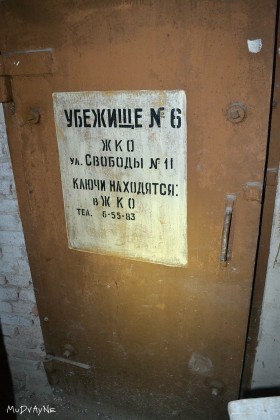 УБЕЖИЩЕ № 6
ЖКО
ул. Свободы № 11
КЛЮЧИ НАХОДЯТСЯ:
в ЖКО
ТЕЛ. 6-55-83
MuDvAyNe